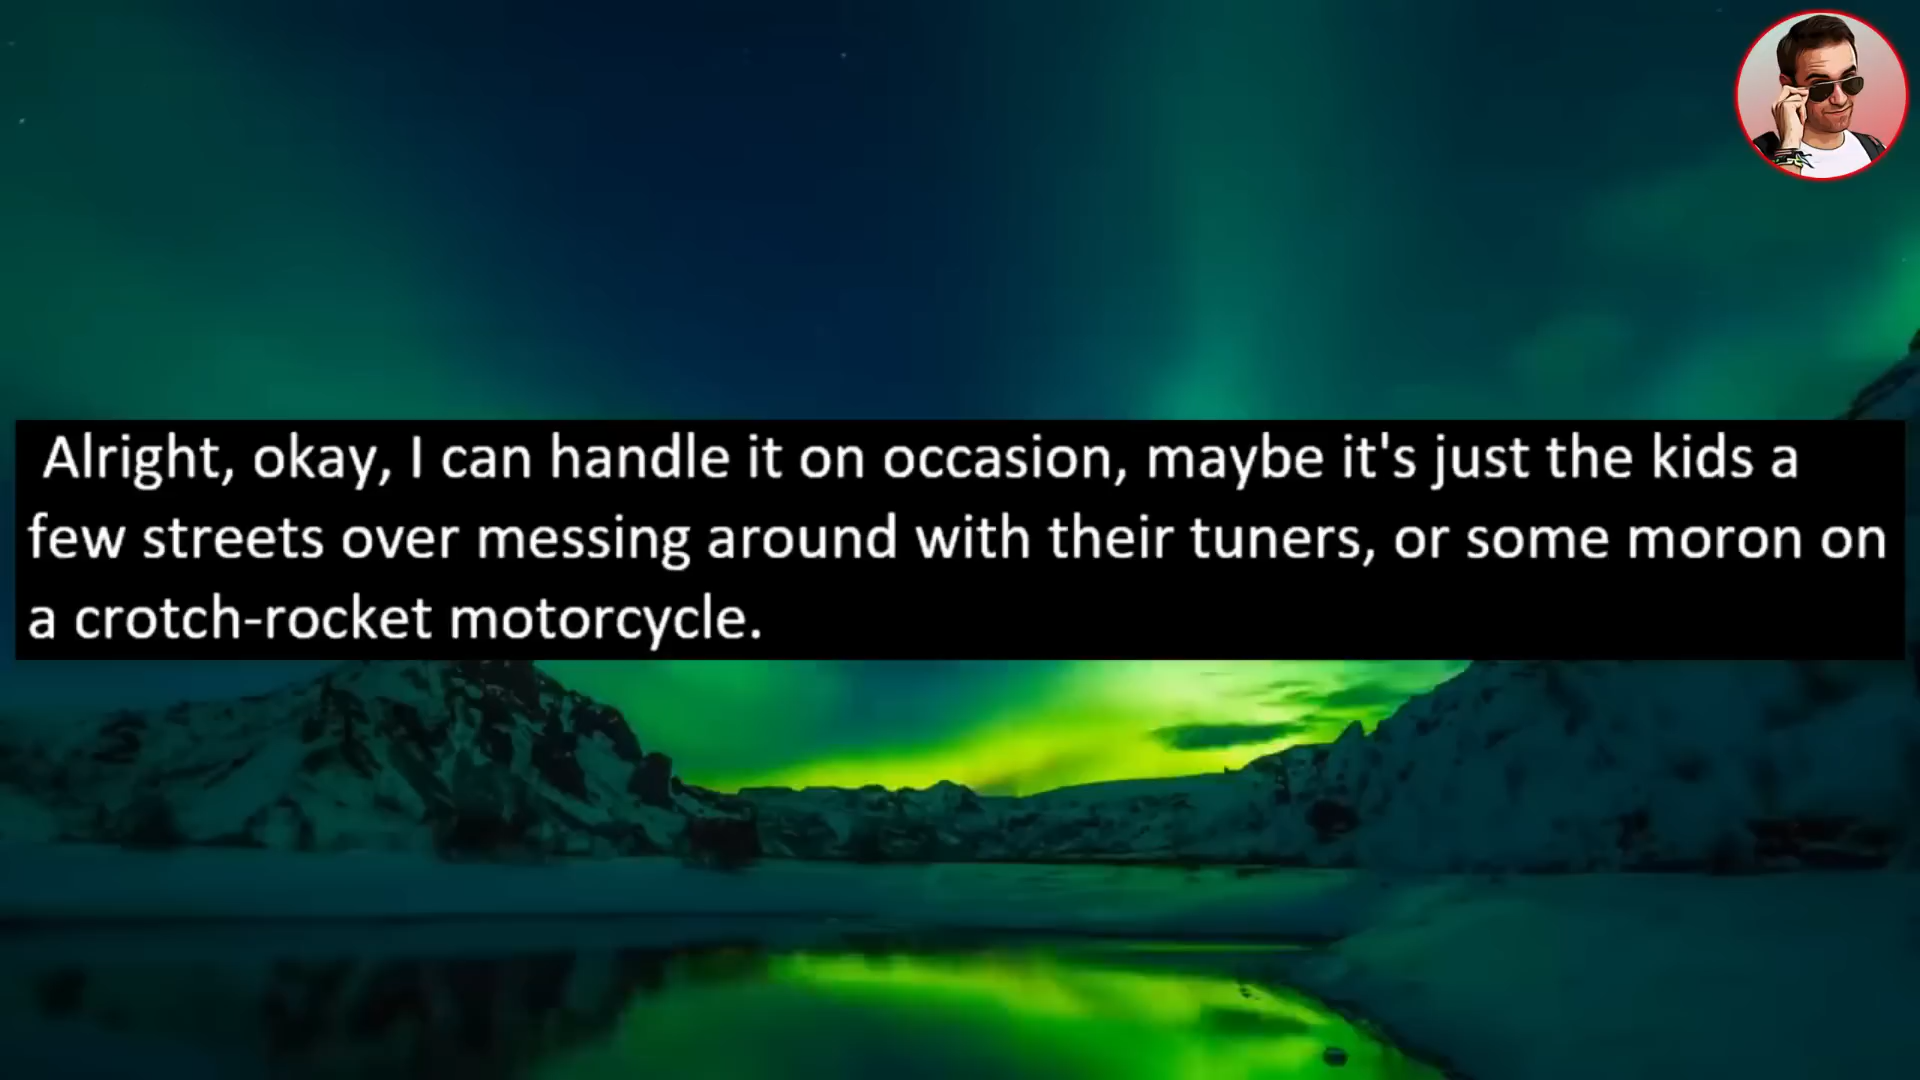 Alright, okay, I can handle it on occasion, maybe it's just the kids a
few streets over messing around with their tuners, or some moron on
a crotch-rocket motorcycle.